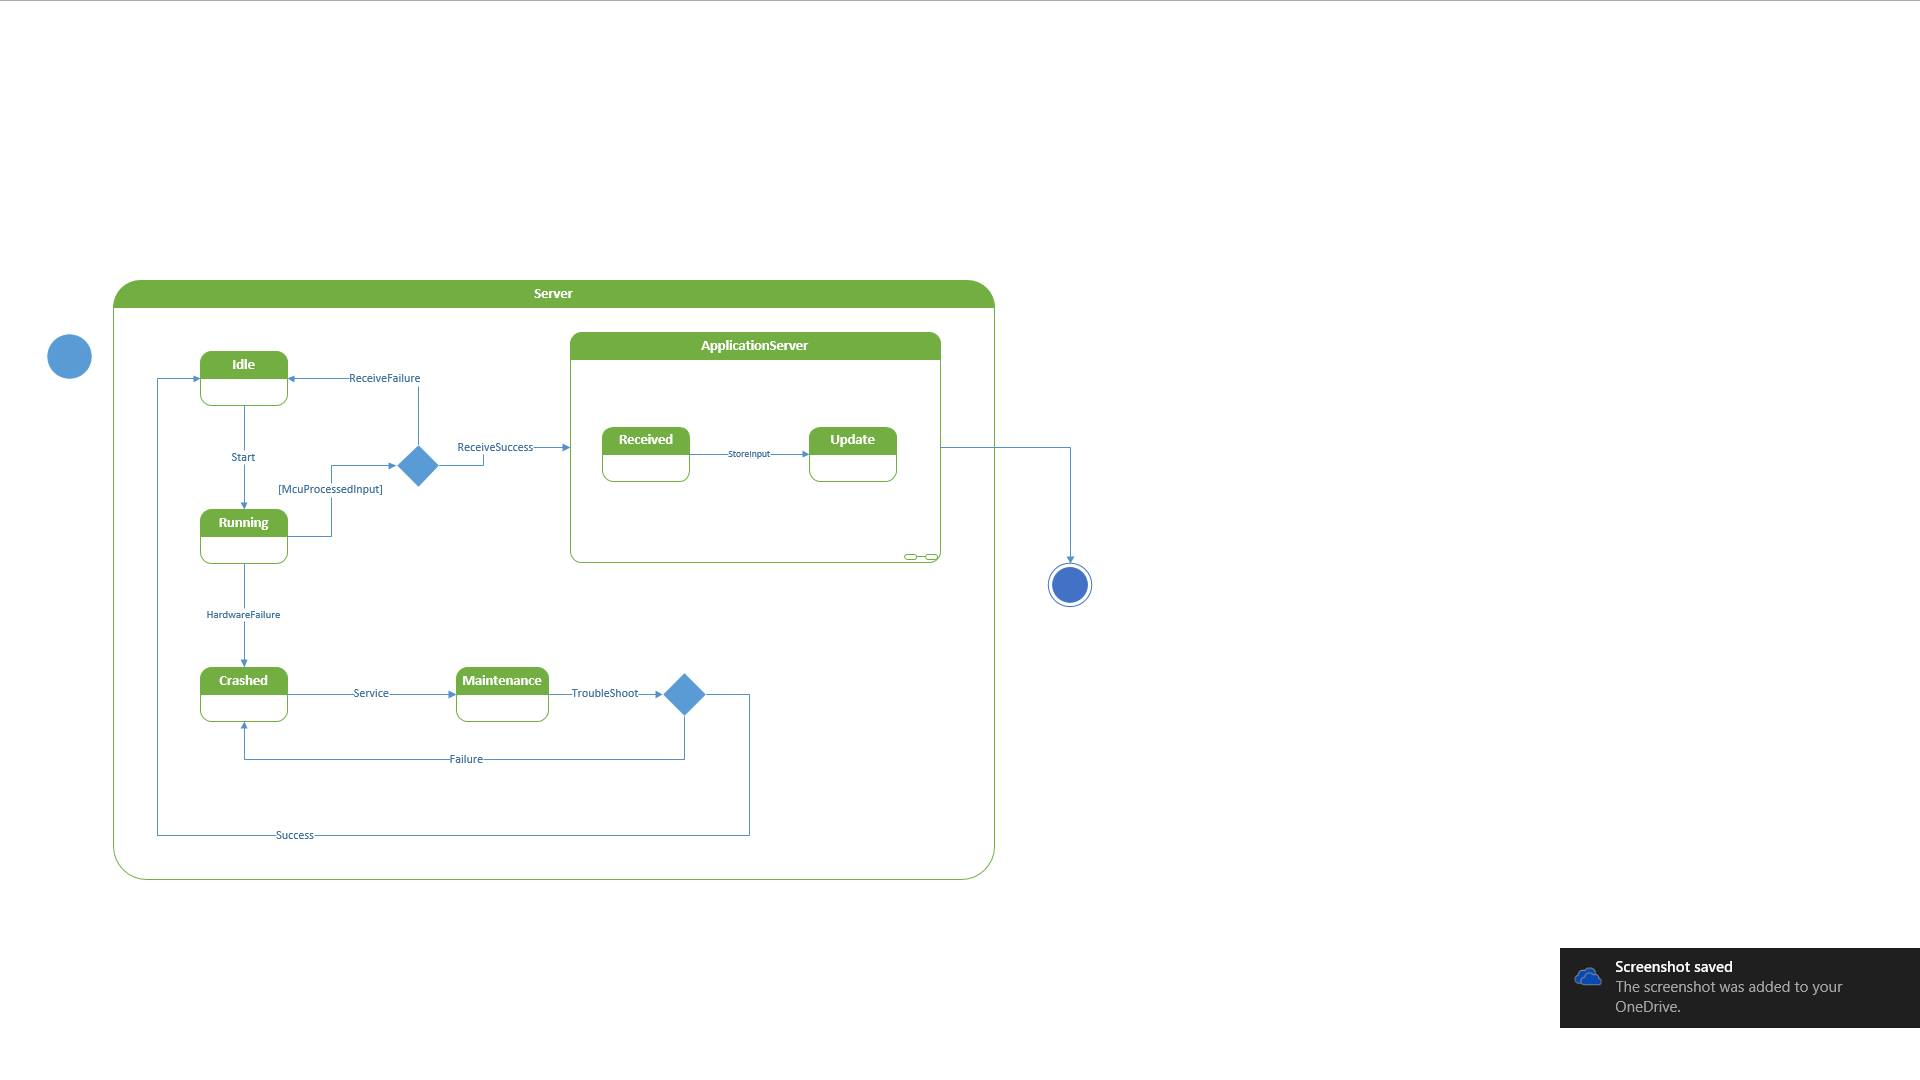 Server
Idle
ReceiveFailure
ApplicationServer
Start
ReceiveSuccess
Received
StoreInput
Update
[McuProcessedInput]
Running
HardwareFailure
Crashed
Service
Maintenance
TroubleShoot
Failure
Success
Screenshot saved
The screenshot was added to your
OneDrive.